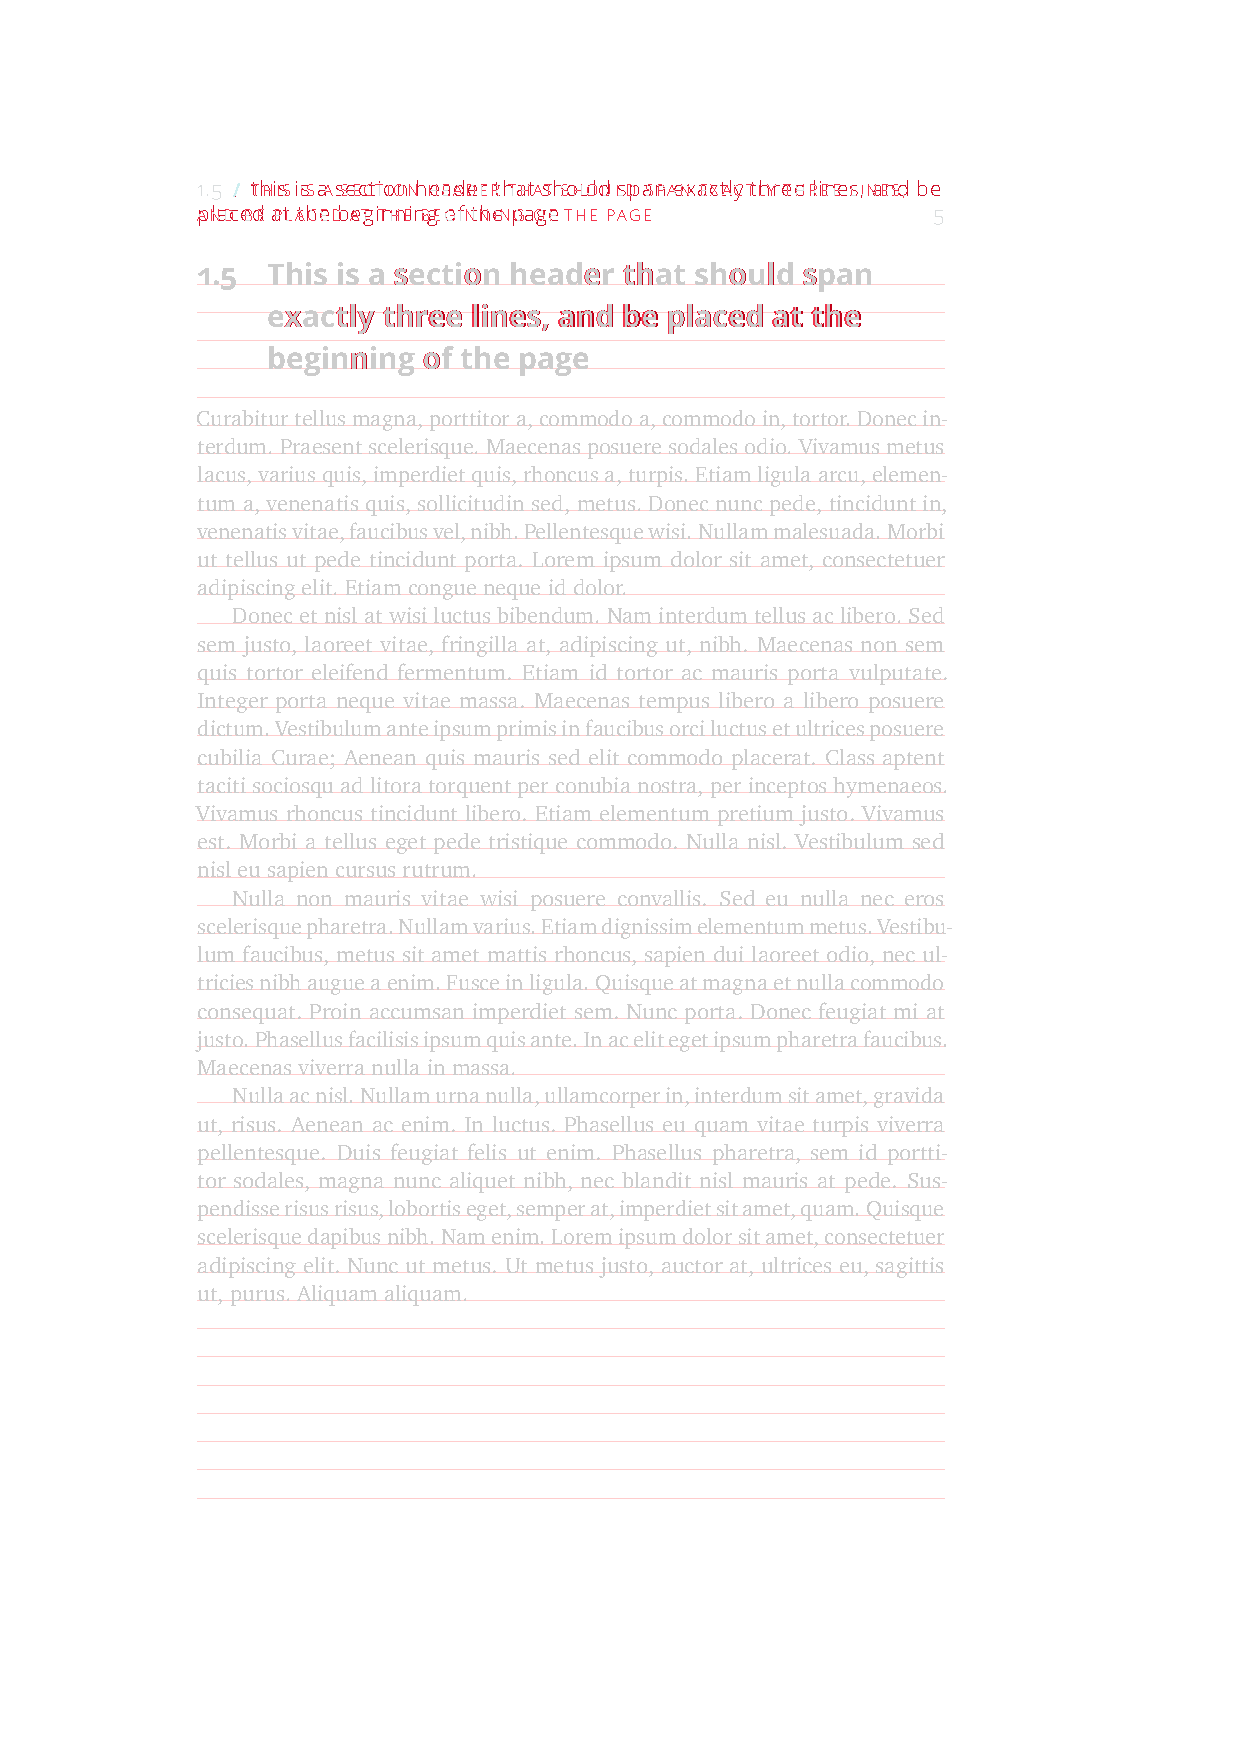 1.5 / this is a section header that should span exactly three lines, and be
placed at the beginning of the page THE PAGE 5
1.5 This is a section header that should span
exactly three lines, and be placed at the
beginning of the page
Curabitur tellus magna, porttitor a, commodo a, commodo in, tortor. Donec in-
terdum. Praesent scelerisque. Maecenas posuere sodales odio. Vivamus metus
lacus, varius quis, imperdiet quis, rhoncus a, turpis. Etiam ligula arcu, elemen-
tum a, venenatis quis, sollicitudin sed, metus. Donec nunc pede, tincidunt in,
venenatis vitae, faucibus vel, nibh. Pellentesque wisi. Nullam malesuada. Morbi
ut tellus ut pede tincidunt porta. Lorem ipsum dolor sit amet, consectetuer
adipiscing elit. Etiam congue neque id dolor.
Donec et nisl at wisi luctus bibendum. Nam interdum tellus ac libero. Sed
sem justo, laoreet vitae, fringilla at, adipiscing ut, nibh. Maecenas non sem
quis tortor eleifend fermentum. Etiam id tortor ac mauris porta vulputate.
Integer porta neque vitae massa. Maecenas tempus libero a libero posuere
dictum. Vestibulum ante ipsum primis in faucibus orci luctus et ultrices posuere
cubilia Curae; Aenean quis mauris sed elit commodo placerat. Class aptent
taciti sociosqu ad litora torquent per conubia nostra, per inceptos hymenaeos.
Vivamus rhoncus tincidunt libero. Etiam elementum pretium justo. Vivamus
est. Morbi a tellus eget pede tristique commodo. Nulla nisl. Vestibulum sed
nisl eu sapien cursus rutrum.
Nulla non mauris vitae wisi posuere convallis. Sed eu nulla nec eros
scelerisque pharetra. Nullam varius. Etiam dignissim elementum metus. Vestibu-
lum faucibus, metus sit amet mattis rhoncus, sapien dui laoreet odio, nec ul-
tricies nibh augue a enim. Fusce in ligula. Quisque at magna et nulla commodo
consequat. Proin accumsan imperdiet sem. Nunc porta. Donec feugiat mi at
justo. Phasellus facilisis ipsum quis ante. In ac elit eget ipsum pharetra faucibus.
Maecenas viverra nulla in massa.
Nulla ac nisl. Nullam urna nulla, ullamcorper in, interdum sit amet, gravida
ut, risus. Aenean ac enim. In luctus. Phasellus eu quam vitae turpis viverra
pellentesque. Duis feugiat felis ut enim. Phasellus pharetra, sem id portti-
tor sodales, magna nunc aliquet nibh, nec blandit nisl mauris at pede. Sus-
pendisse risus risus, lobortis eget, semper at, imperdiet sit amet, quam. Quisque
scelerisque dapibus nibh. Nam enim. Lorem ipsum dolor sit amet, consectetuer
adipiscing elit. Nunc ut metus. Ut metus justo, auctor at, ultrices eu, sagittis
ut, purus. Aliquam aliquam.